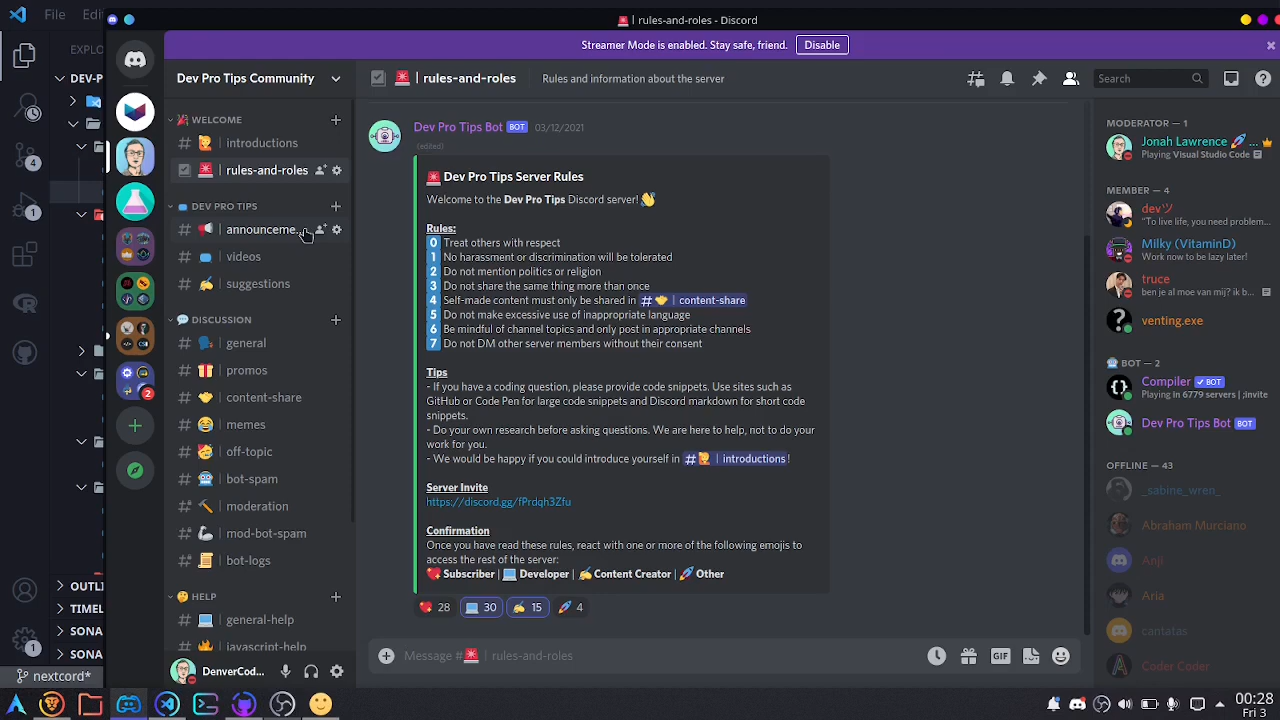 File Edi
🚨 | rules-and-roles - Discord
Streamer Mode is enabled. Stay safe, friend. Disable
EXPLO
DEV-P
Dev Pro Tips Community
🚨 | rules-and-roles Rules and information about the server
Search
🎉 WELCOME
🙋 | introductions
🚨 | rules-and-roles
DEV PRO TIPS
📢 | announceme...
| videos
✍ | suggestions
💬 DISCUSSION
🗣 | general
🎁 | promos
🤝 | content-share
😂 | memes
🥳 | off-topic
🤖 | bot-spam
🔨 | moderation
🦾 | mod-bot-spam
📜 | bot-logs
🤔 HELP
💻 | general-help
🔥 | javascript-help
DenverCod...
Dev Pro Tips Bot BOT 03/12/2021
(edited)
🚨 Dev Pro Tips Server Rules
Welcome to the Dev Pro Tips Discord server! 👋
Rules:
0 Treat others with respect
1 No harassment or discrimination will be tolerated
2 Do not mention politics or religion
3 Do not share the same thing more than once
4 Self-made content must only be shared in # 🤝 | content-share
5 Do not make excessive use of inappropriate language
6 Be mindful of channel topics and only post in appropriate channels
7 Do not DM other server members without their consent
Tips
- If you have a coding question, please provide code snippets. Use sites such as
GitHub or Code Pen for large code snippets and Discord markdown for short code
snippets.
- Do your own research before asking questions. We are here to help, not to do your
work for you.
- We would be happy if you could introduce yourself in # 🙋 | introductions!
Server Invite
https://discord.gg/fPrdqh3Zfu
Confirmation
Once you have read these rules, react with one or more of the following emojis to
access the rest of the server:
💖 Subscriber | 💻 Developer | ✍ Content Creator | 🚀 Other
💖 28 💻 30 ✍ 15 🚀 4
Message #🚨 | rules-and-roles
GIF
MODERATOR — 1
Jonah Lawrence 🚀 ...
Playing Visual Studio Code
MEMBER — 4
devツ
"To live, you need problem...
Milky (VitaminD)
Work now to be lazy later!
truce
ben je al moe van mij? ik b...
venting.exe
🤖 BOT — 2
Compiler ✓ BOT
Playing in 6779 servers | ;invite
Dev Pro Tips Bot BOT
OFFLINE — 43
_sabine_wren_
Abraham Murciano
Anji
Aria
cantatas
Coder Coder
4
1
2
1
OUTLI
TIMEL
SONA
SONA
nextcord*
00:28
Fri 3